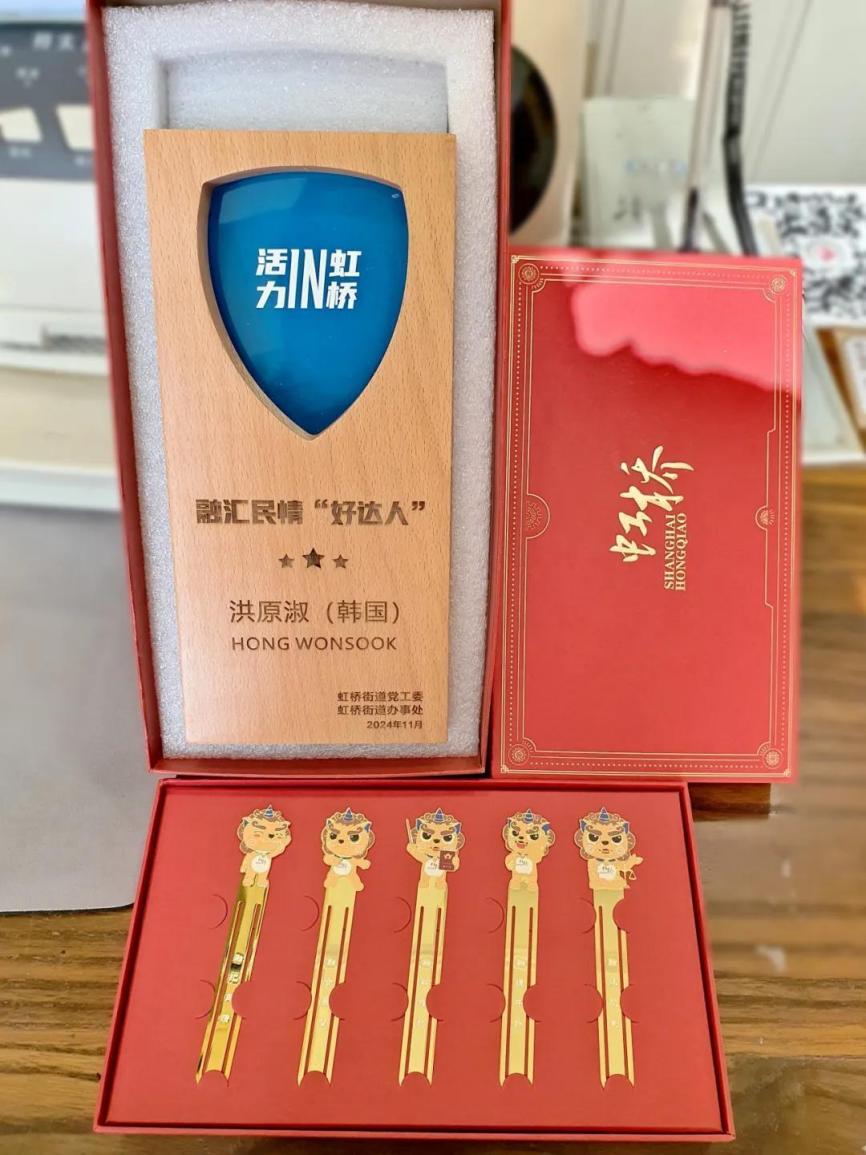 活力IN虹桥
融汇民情“好达人”
洪原淑（韩国）
HONG WONSOOK
虹桥街道党工委
虹桥街道办事处
2024年11月
虹桥
SHANGHAI
HONGQIAO